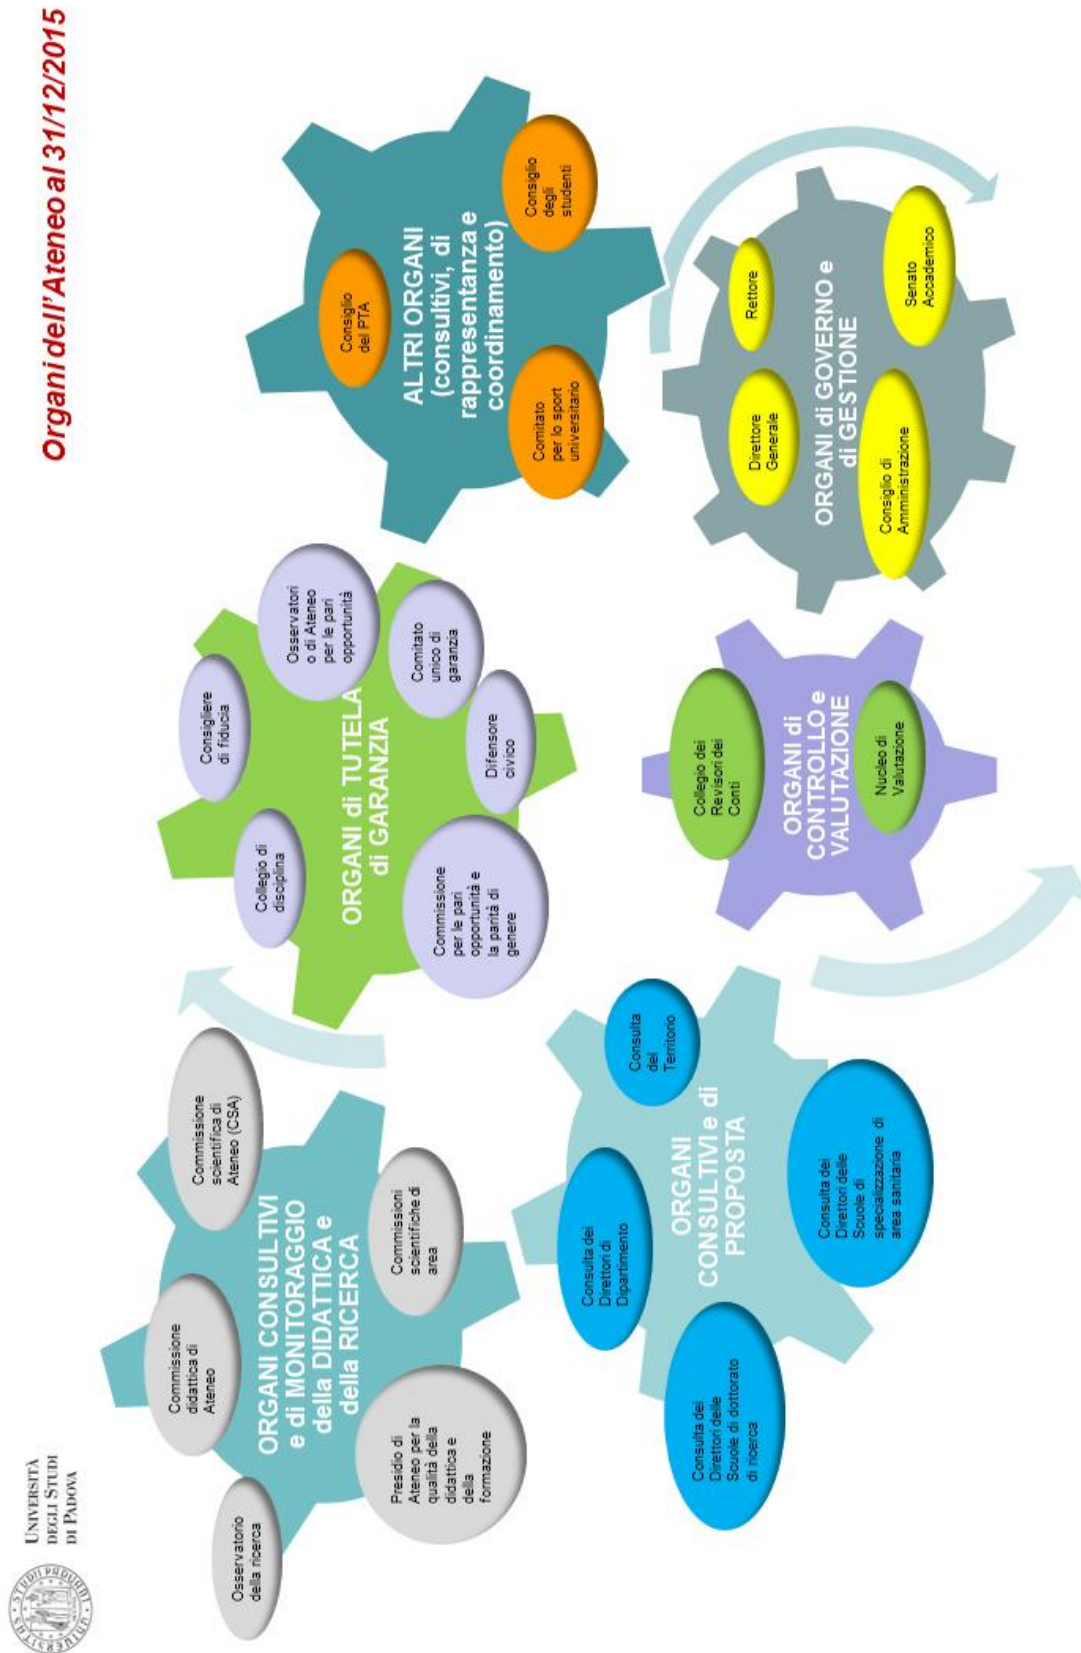 UNIVERSITÀ
DEGLI STUDI
DI PADOVA
Organi dell'Ateneo al 31/12/2015
Osservatorio
della ricerca
Commissione
didattica di
Ateneo
Commissione
scientifica di
Ateneo (CSA)
ORGANI CONSULTIVI
e di MONITORAGGIO
della DIDATTICA e
della RICERCA
Presidio di
Ateneo per la
qualità della
didattica e
della
formazione
Commissioni
scientifiche di
area
Collegio di
disciplina
Consigliere
di fiducia
Osservatori
o di Ateneo
per le pari
opportunità
ORGANI di TUTELA
di GARANZIA
Comitato
unico di
garanzia
Difensore
civico
Commissione
per le pari
opportunità e
la parità di
genere
Consiglio
del PTA
ALTRI ORGANI
(consultivi, di
rappresentanza e
coordinamento)
Comitato
per lo sport
universitario
Consiglio
degli
studenti
Consulta dei
Direttori di
Dipartimento
Consulta
del
Territorio
ORGANI
CONSULTIVI e di
PROPOSTA
Consulta dei
Direttori delle
Scuole di dottorato
di ricerca
Consulta dei
Direttori delle
Scuole di
specializzazione di
area sanitaria
Collegio dei
Revisori dei
Conti
ORGANI di
CONTROLLO e
VALUTAZIONE
Nucleo di
Valutazione
Direttore
Generale
Rettore
ORGANI di GOVERNO e
di GESTIONE
Consiglio di
Amministrazione
Senato
Accademico